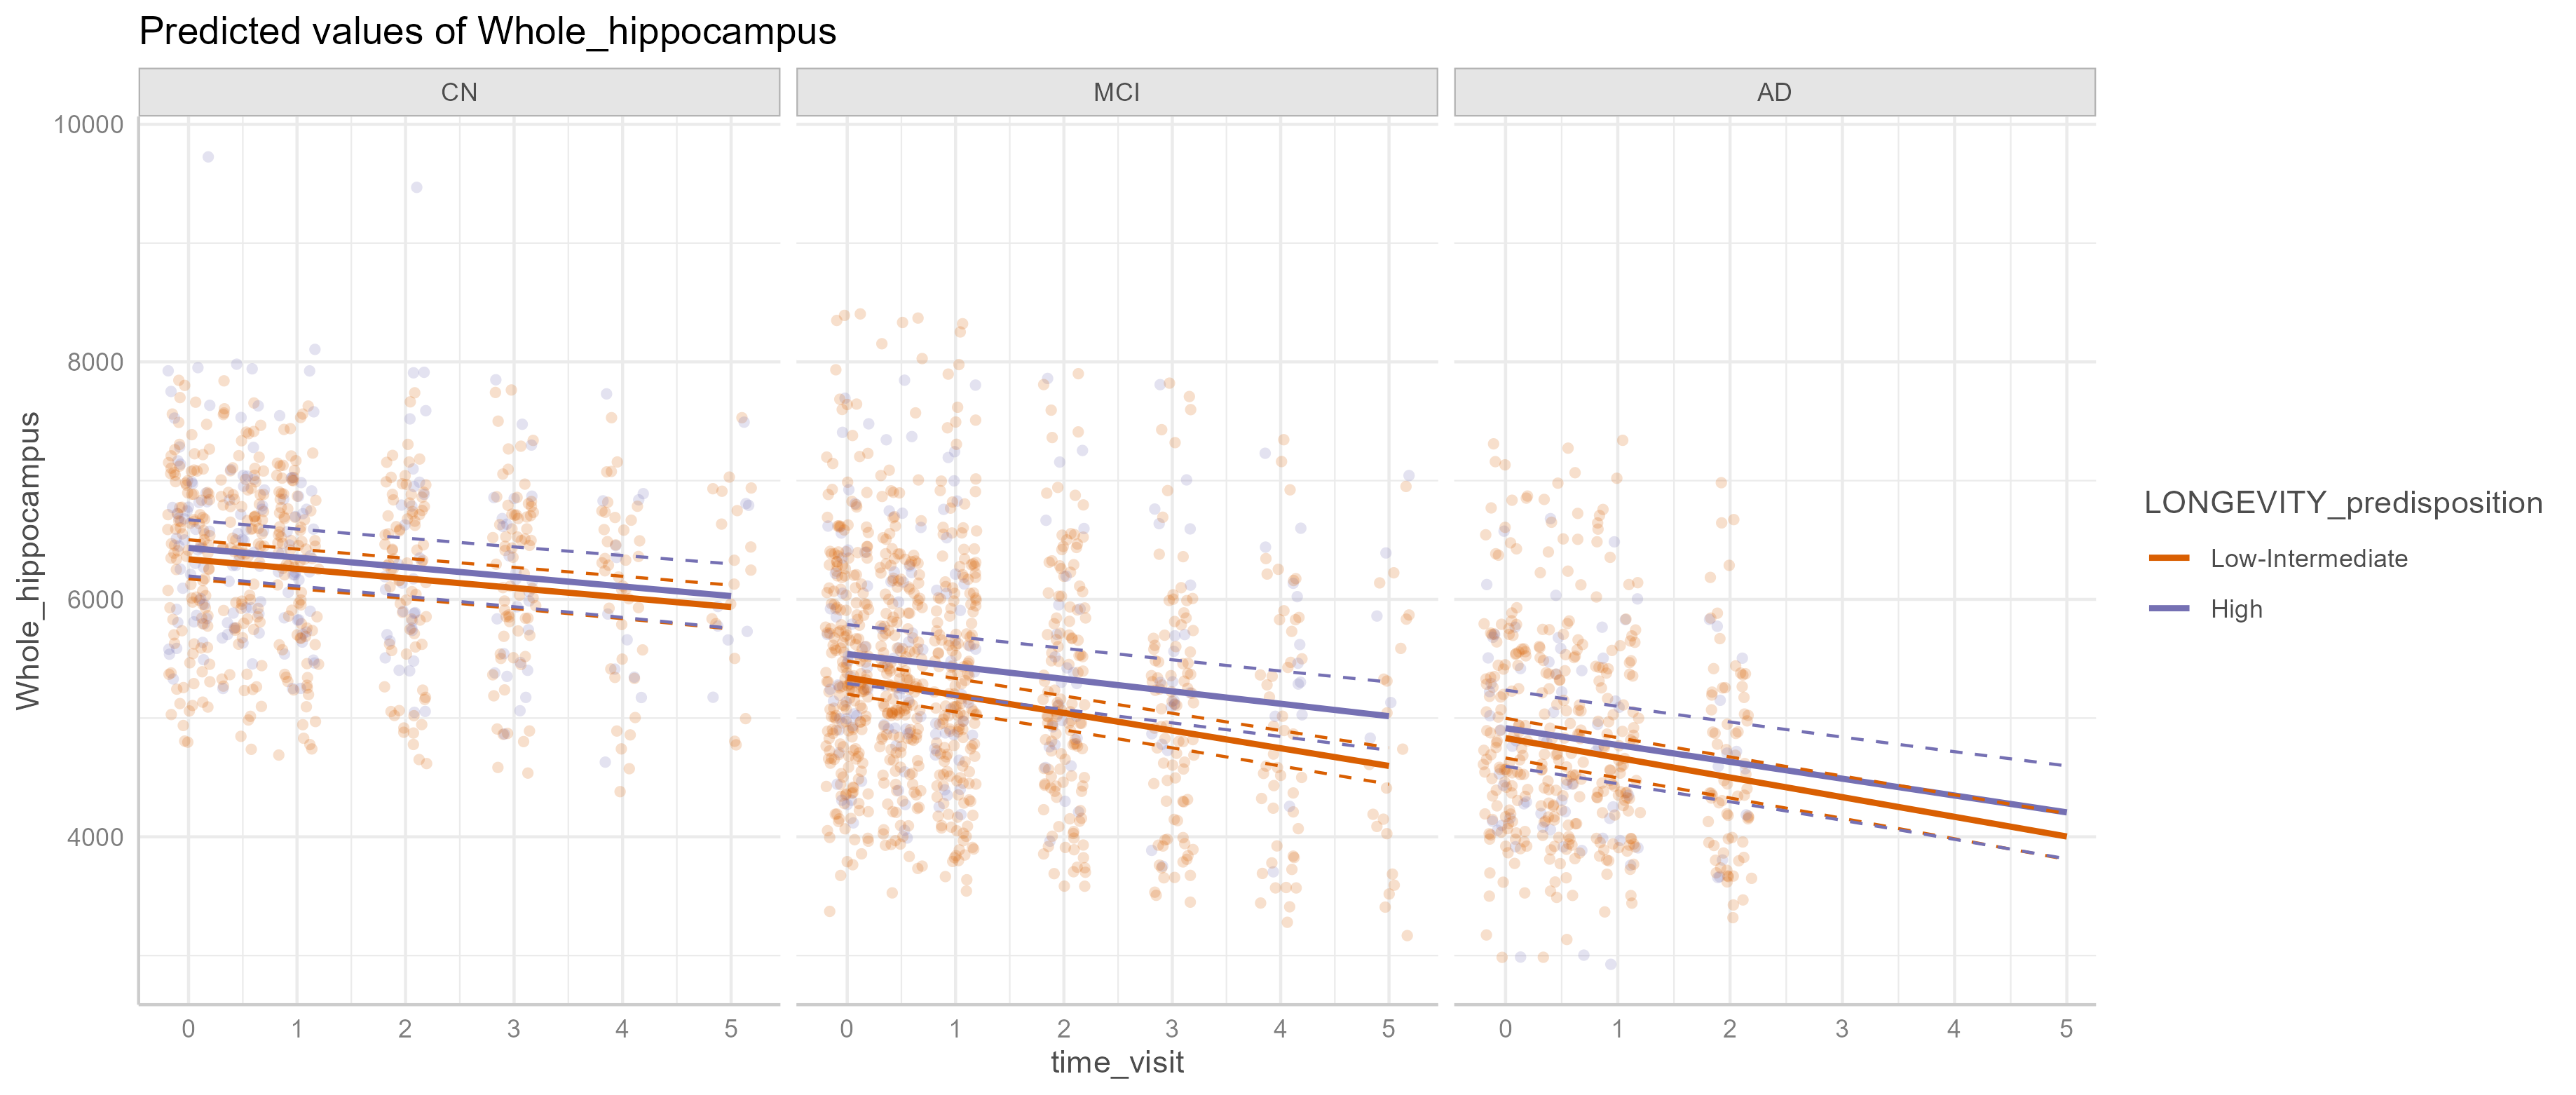 Predicted values of Whole_hippocampus
CN
MCI
AD
10000
8000
6000
4000
Whole_hippocampus
0 1 2 3 4 5
0 1 2 3 4 5
0 1 2 3 4 5
time_visit
LONGEVITY_predisposition
Low-Intermediate
High